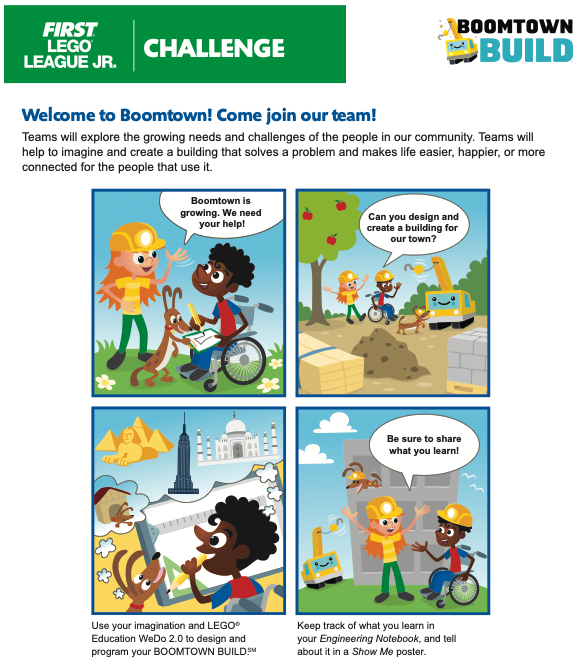 FIRST®
LEGO®
LEAGUE JR.
CHALLENGE
BOOMTOWN
BUILD
Welcome to Boomtown! Come join our team!
Teams will explore the growing needs and challenges of the people in our community. Teams will
help to imagine and create a building that solves a problem and makes life easier, happier, or more
connected for the people that use it.
Boomtown is
growing. We need
your help!
Can you design and
create a building for
our town?
Be sure to share
what you learn!
Use your imagination and LEGO®
Education WeDo 2.0 to design and
program your BOOMTOWN BUILD.℠
Keep track of what you learn in
your Engineering Notebook, and tell
about it in a Show Me poster.